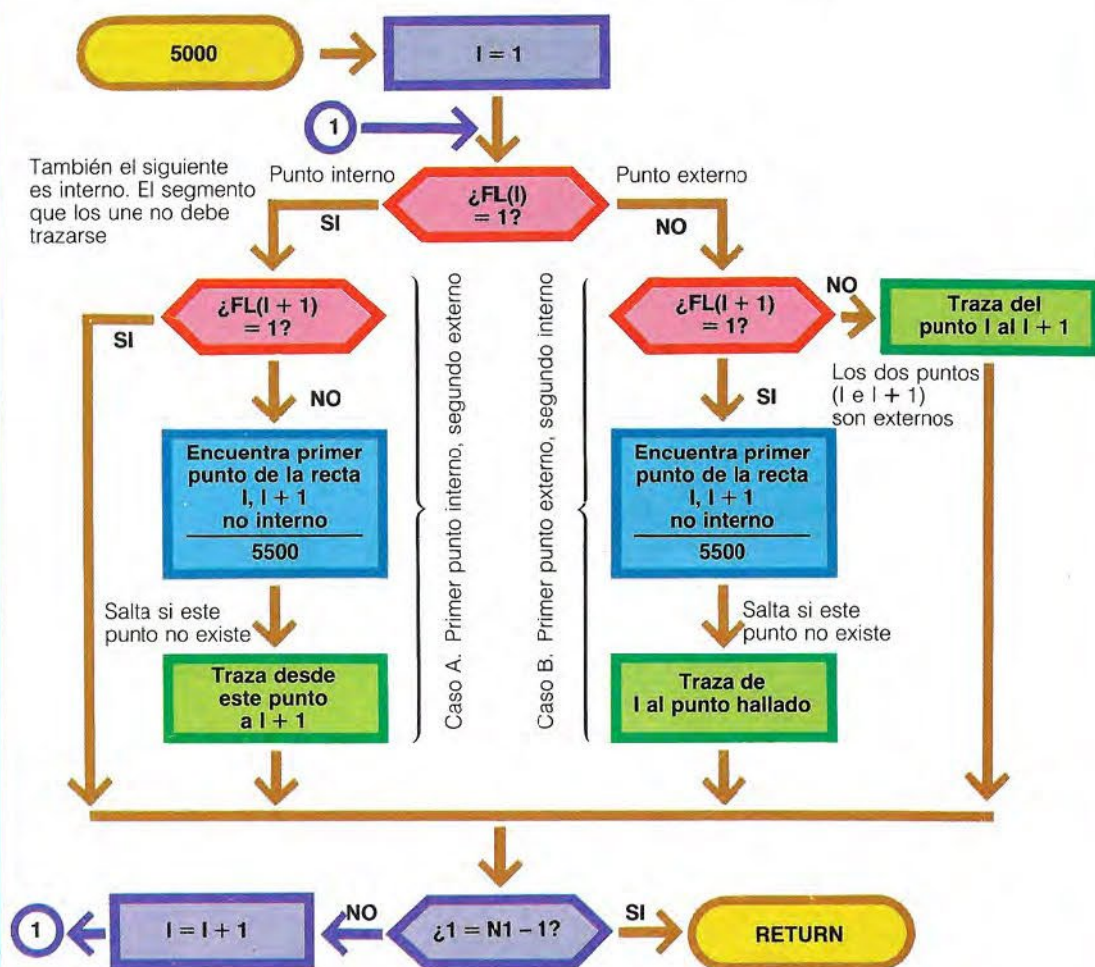 5000
I = 1
1
También el siguiente
es interno. El segmento
que los une no debe
trazarse
Punto interno
¿FL(I)
= 1?
Punto externo
SI
NO
¿FL(I + 1)
= 1?
SI
NO
¿FL(I + 1)
= 1?
NO
SI
Traza del
punto I al I + 1
Los dos puntos
(I e I + 1)
son externos
Encuentra primer
punto de la recta
I, I + 1
no interno
5500
Salta si este
punto no existe
Traza desde
este punto
a I + 1
Caso A. Primer punto interno, segundo externo
Caso B. Primer punto externo, segundo interno
Encuentra primer
punto de la recta
I, I + 1
no interno
5500
Salta si este
punto no existe
Traza de
I al punto hallado
1
I = I + 1
NO
¿1 = N1 – 1?
SI
RETURN